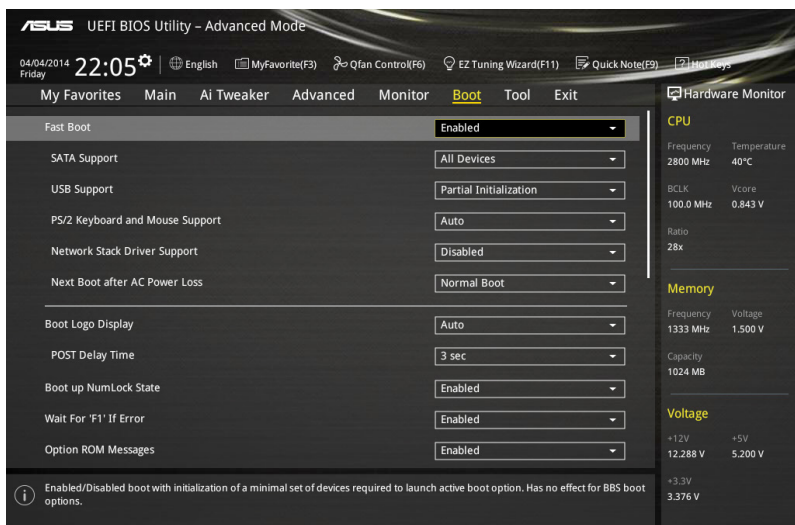 ASUS UEFI BIOS Utility – Advanced Mode
04/04/2014
Friday
22:05
English MyFavorite(F3) Qfan Control(F6) EZ Tuning Wizard(F11) Quick Note(F9) Hot Keys
My Favorites Main Ai Tweaker Advanced Monitor Boot Tool Exit
Fast Boot Enabled
SATA Support All Devices
USB Support Partial Initialization
PS/2 Keyboard and Mouse Support Auto
Network Stack Driver Support Disabled
Next Boot after AC Power Loss Normal Boot
Boot Logo Display Auto
POST Delay Time 3 sec
Boot up NumLock State Enabled
Wait For 'F1' If Error Enabled
Option ROM Messages Enabled
Enabled/Disabled boot with initialization of a minimal set of devices required to launch active boot option. Has no effect for BBS boot
options.
Hardware Monitor
CPU
Frequency Temperature
2800 MHz 40°C
BCLK Vcore
100.0 MHz 0.843 V
Ratio
28x
Memory
Frequency Voltage
1333 MHz 1.500 V
Capacity
1024 MB
Voltage
+12V +5V
12.288 V 5.200 V
+3.3V
3.376 V